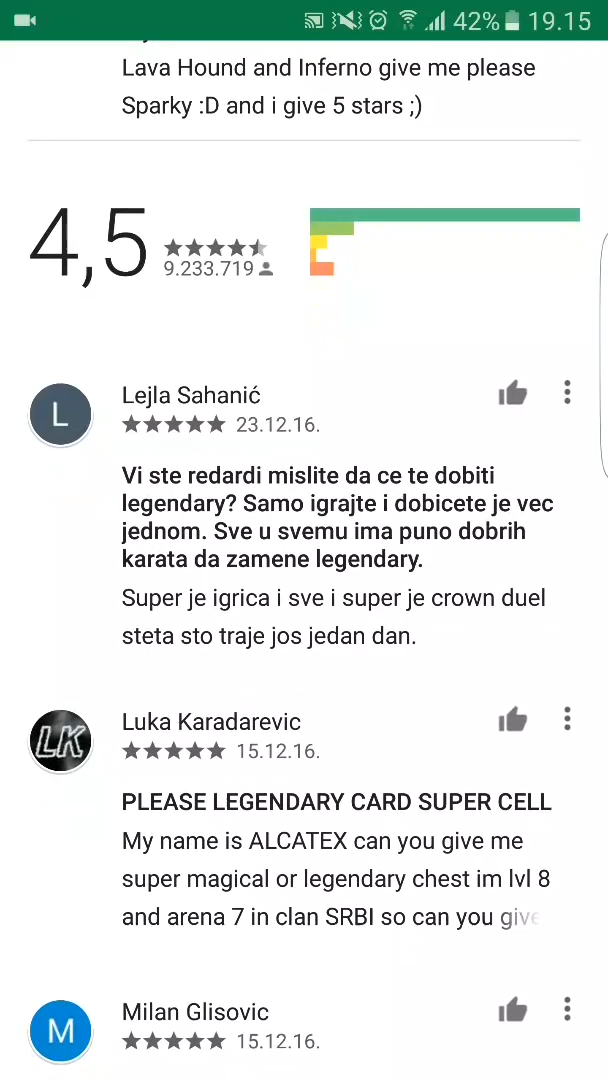 42% 19.15
Lava Hound and Inferno give me please
Sparky :D and i give 5 stars ;)
4,5
9.233.719
L
Lejla Sahanić
23.12.16.
Vi ste redardi mislite da ce te dobiti
legendary? Samo igrajte i dobicete je vec
jednom. Sve u svemu ima puno dobrih
karata da zamene legendary.
Super je igrica i sve i super je crown duel
steta sto traje jos jedan dan.
LK
Luka Karadarevic
15.12.16.
PLEASE LEGENDARY CARD SUPER CELL
My name is ALCATEX can you give me
super magical or legendary chest im lvl 8
and arena 7 in clan SRBI so can you give
M
Milan Glisovic
15.12.16.